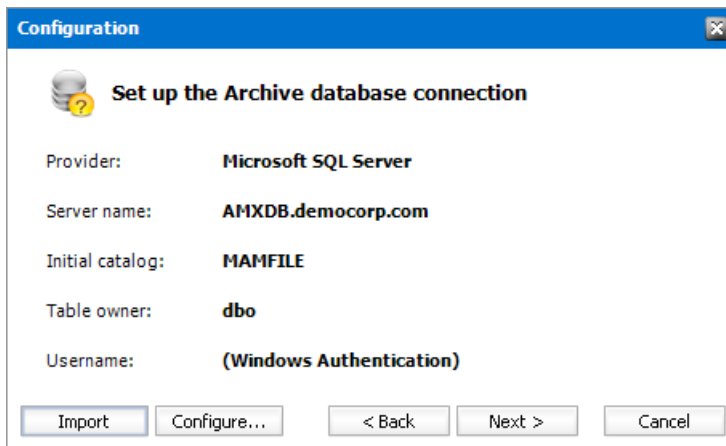 Configuration
Set up the Archive database connection
Provider: Microsoft SQL Server
Server name: AMXDB.democorp.com
Initial catalog: MAMFILE
Table owner: dbo
Username: (Windows Authentication)
Import Configure... < Back Next > Cancel